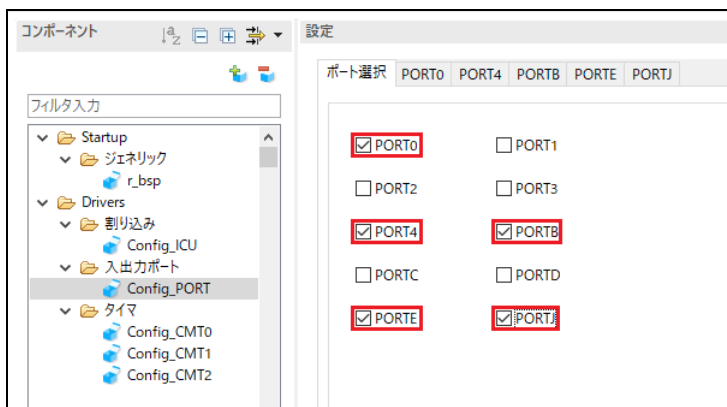 コンポーネント
設定
フィルタ入力
Startup
ジェネリック
r_bsp
Drivers
割り込み
Config_ICU
入出力ポート
Config_PORT
タイマ
Config_CMT0
Config_CMT1
Config_CMT2
ポート選択 PORT0 PORT4 PORTB PORTE PORTJ
PORT0 PORT1
PORT2 PORT3
PORT4 PORTB
PORTC PORTD
PORTE PORTJ